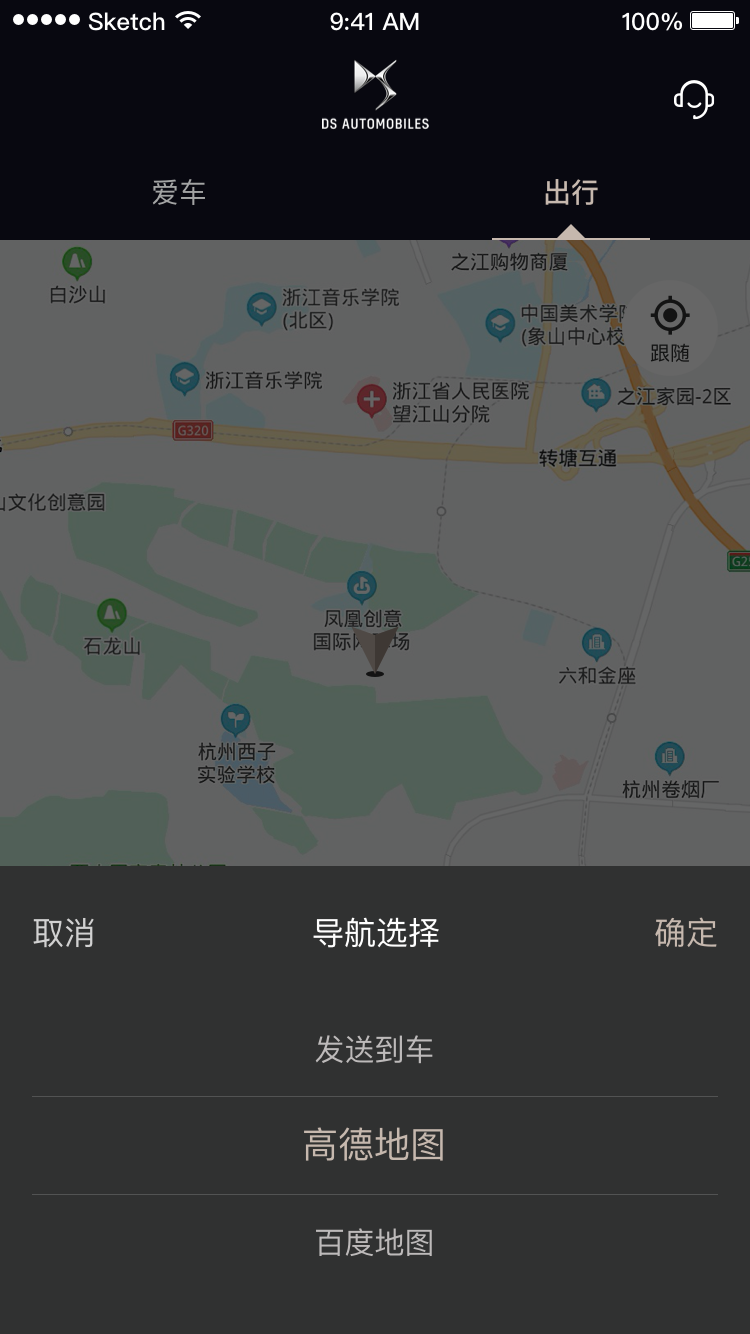 Sketch
9:41 AM
100%
DS AUTOMOBILES
爱车
出行
之江购物商厦
白沙山
浙江音乐学院
(北区)
中国美术学
(象山中心校
跟随
浙江音乐学院
浙江省人民医院
望江山分院
之江家园-2区
G320
转塘互通
文化创意园
G2
凤凰创意
国际
场
石龙山
六和金座
杭州西子
实验学校
杭州卷烟厂
取消
导航选择
确定
发送到车
高德地图
百度地图